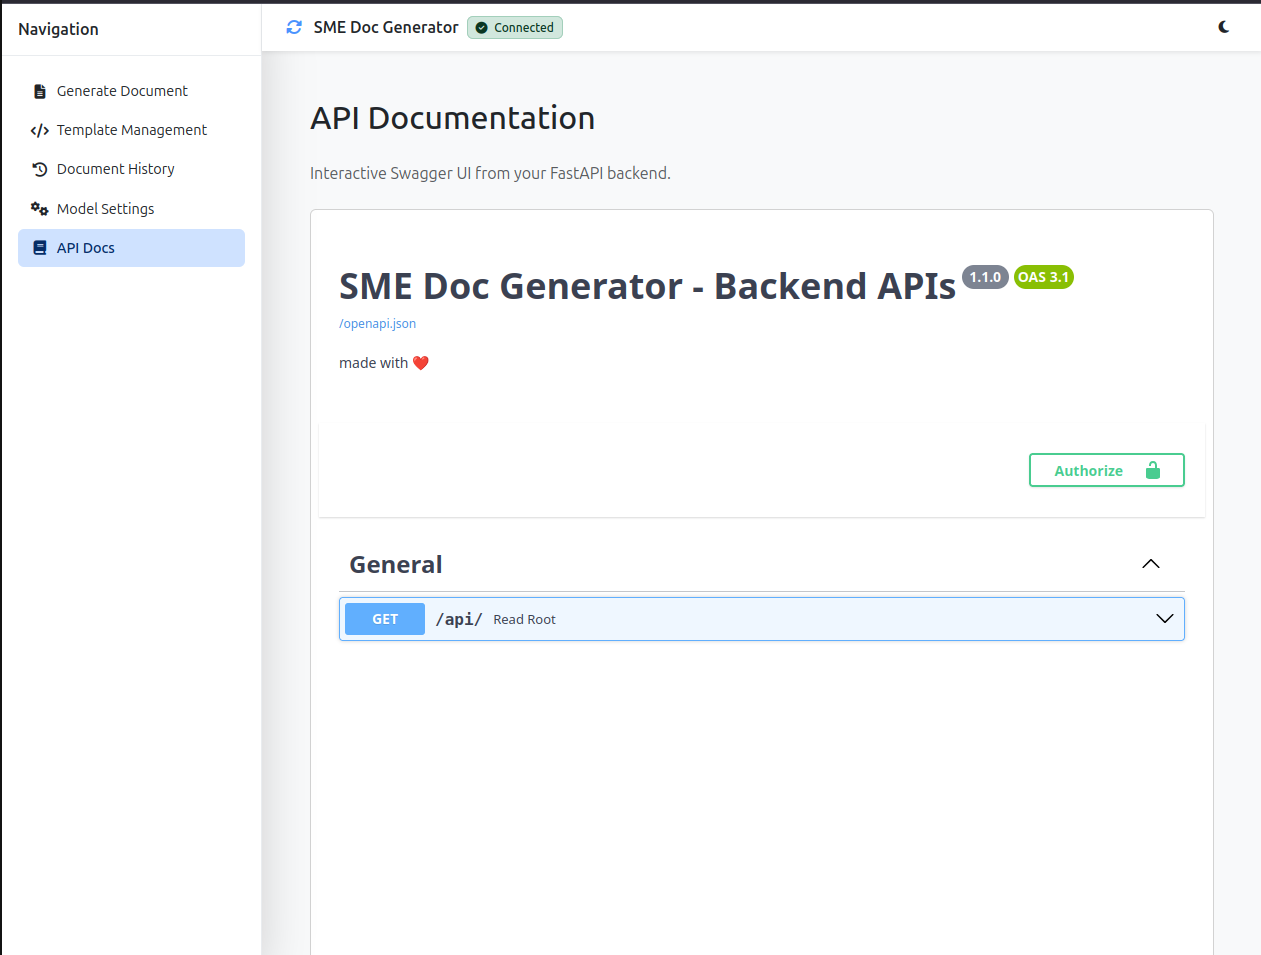 Navigation
SME Doc Generator Connected
Generate Document
Template Management
Document History
Model Settings
API Docs
API Documentation
Interactive Swagger UI from your FastAPI backend.
SME Doc Generator - Backend APIs 1.1.0 OAS 3.1
/openapi.json
made with ❤️
Authorize
General
GET /api/ Read Root